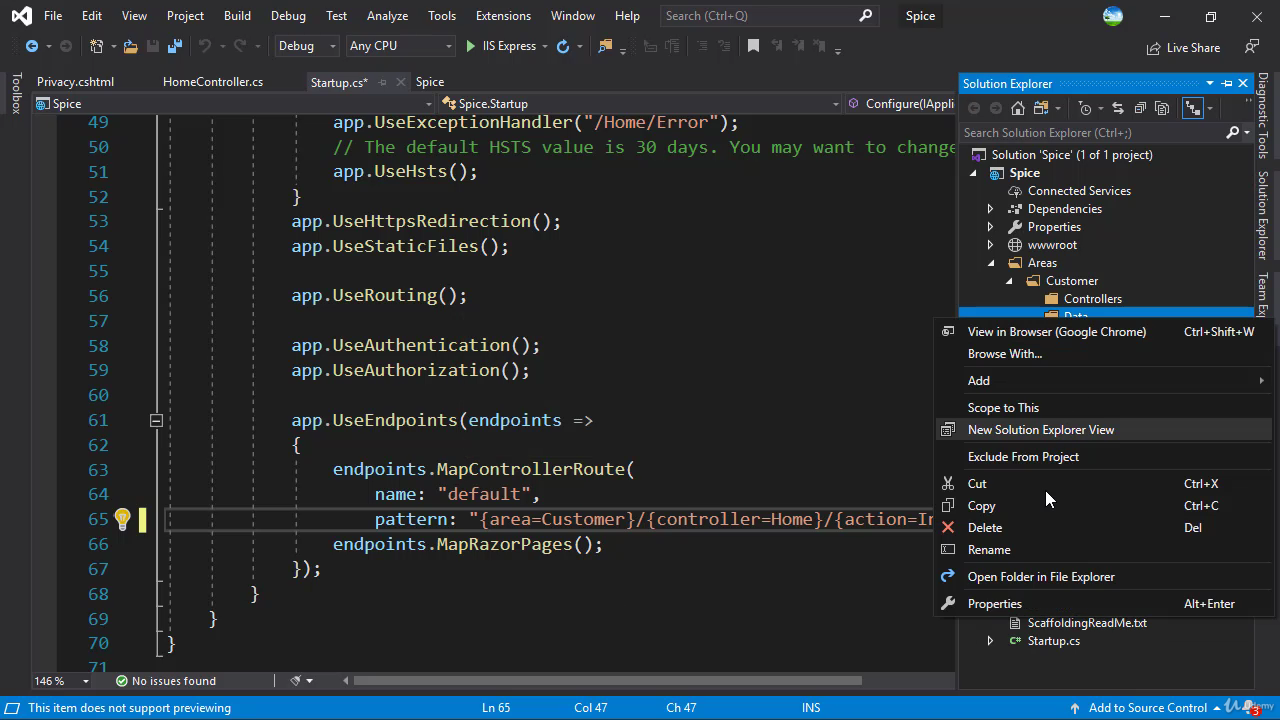 File Edit View Project Build Debug Test Analyze Tools Extensions Window Help Search (Ctrl+Q) Spice
Debug Any CPU IIS Express Live Share
Toolbox
Privacy.cshtml HomeController.cs Startup.cs* Spice
Spice Spice.Startup Configure(IAppli
49 app.UseExceptionHandler("/Home/Error");
50 // The default HSTS value is 30 days. You may want to change
51 app.UseHsts();
52 }
53 app.UseHttpsRedirection();
54 app.UseStaticFiles();
55
56 app.UseRouting();
57
58 app.UseAuthentication();
59 app.UseAuthorization();
60
61 app.UseEndpoints(endpoints =>
62 {
63 endpoints.MapControllerRoute(
64 name: "default",
65 pattern: "{area=Customer}/{controller=Home}/{action=In
66 endpoints.MapRazorPages();
67 });
68 }
69 }
70 }
71
Solution Explorer
Search Solution Explorer (Ctrl+;)
Solution 'Spice' (1 of 1 project)
Spice
Connected Services
Dependencies
Properties
wwwroot
Areas
Customer
Controllers
Data
View in Browser (Google Chrome) Ctrl+Shift+W
Browse With...
Add
Scope to This
New Solution Explorer View
Exclude From Project
Cut Ctrl+X
Copy Ctrl+C
Delete Del
Rename
Open Folder in File Explorer
Properties Alt+Enter
ScaffoldingReadMe.txt
C# Startup.cs
Diagnostic Tools
Solution Explorer
Team Exp
146 % No issues found
This item does not support previewing Ln 65 Col 47 Ch 47 INS Add to Source Control 3
Udemy